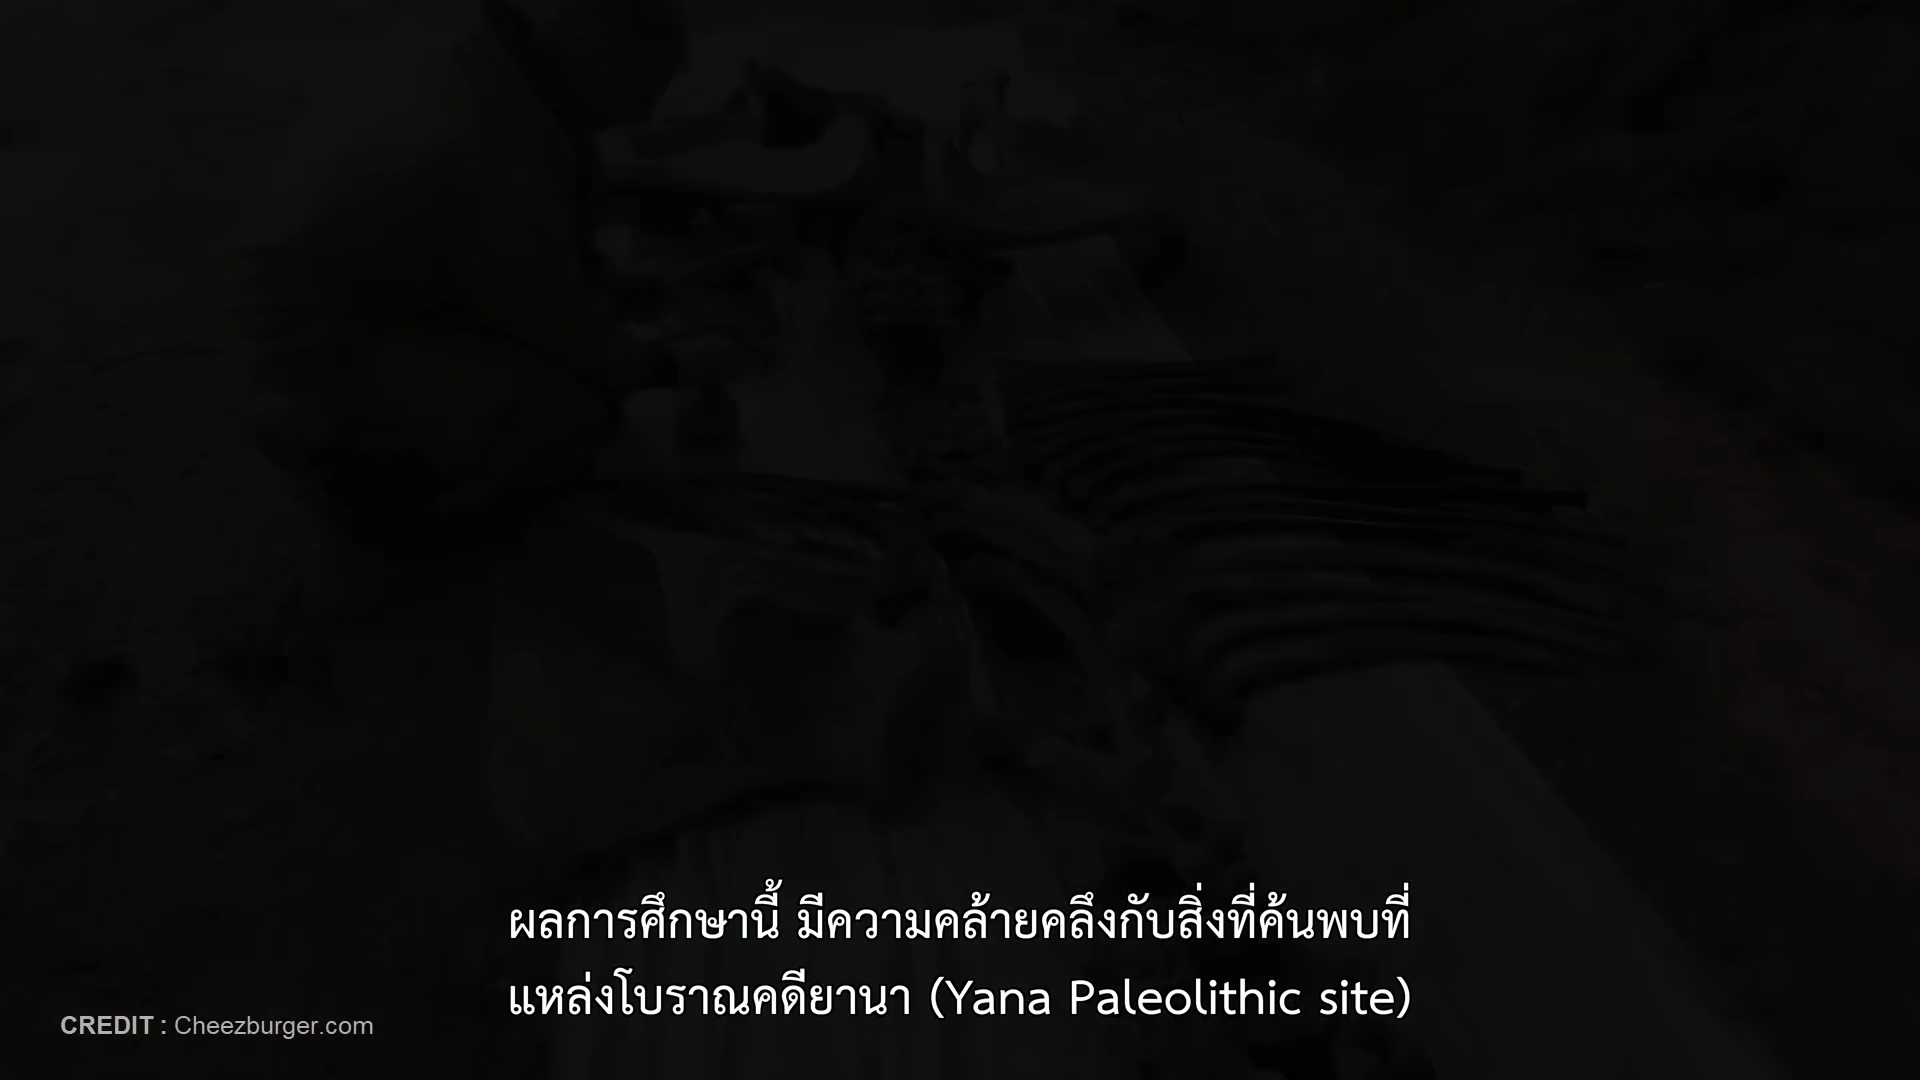 ผลการศึกษานี้ มีความคล้ายคลึงกับสิ่งที่ค้นพบที่
แหล่งโบราณคดียานา (Yana Paleolithic site)
CREDIT : Cheezburger.com